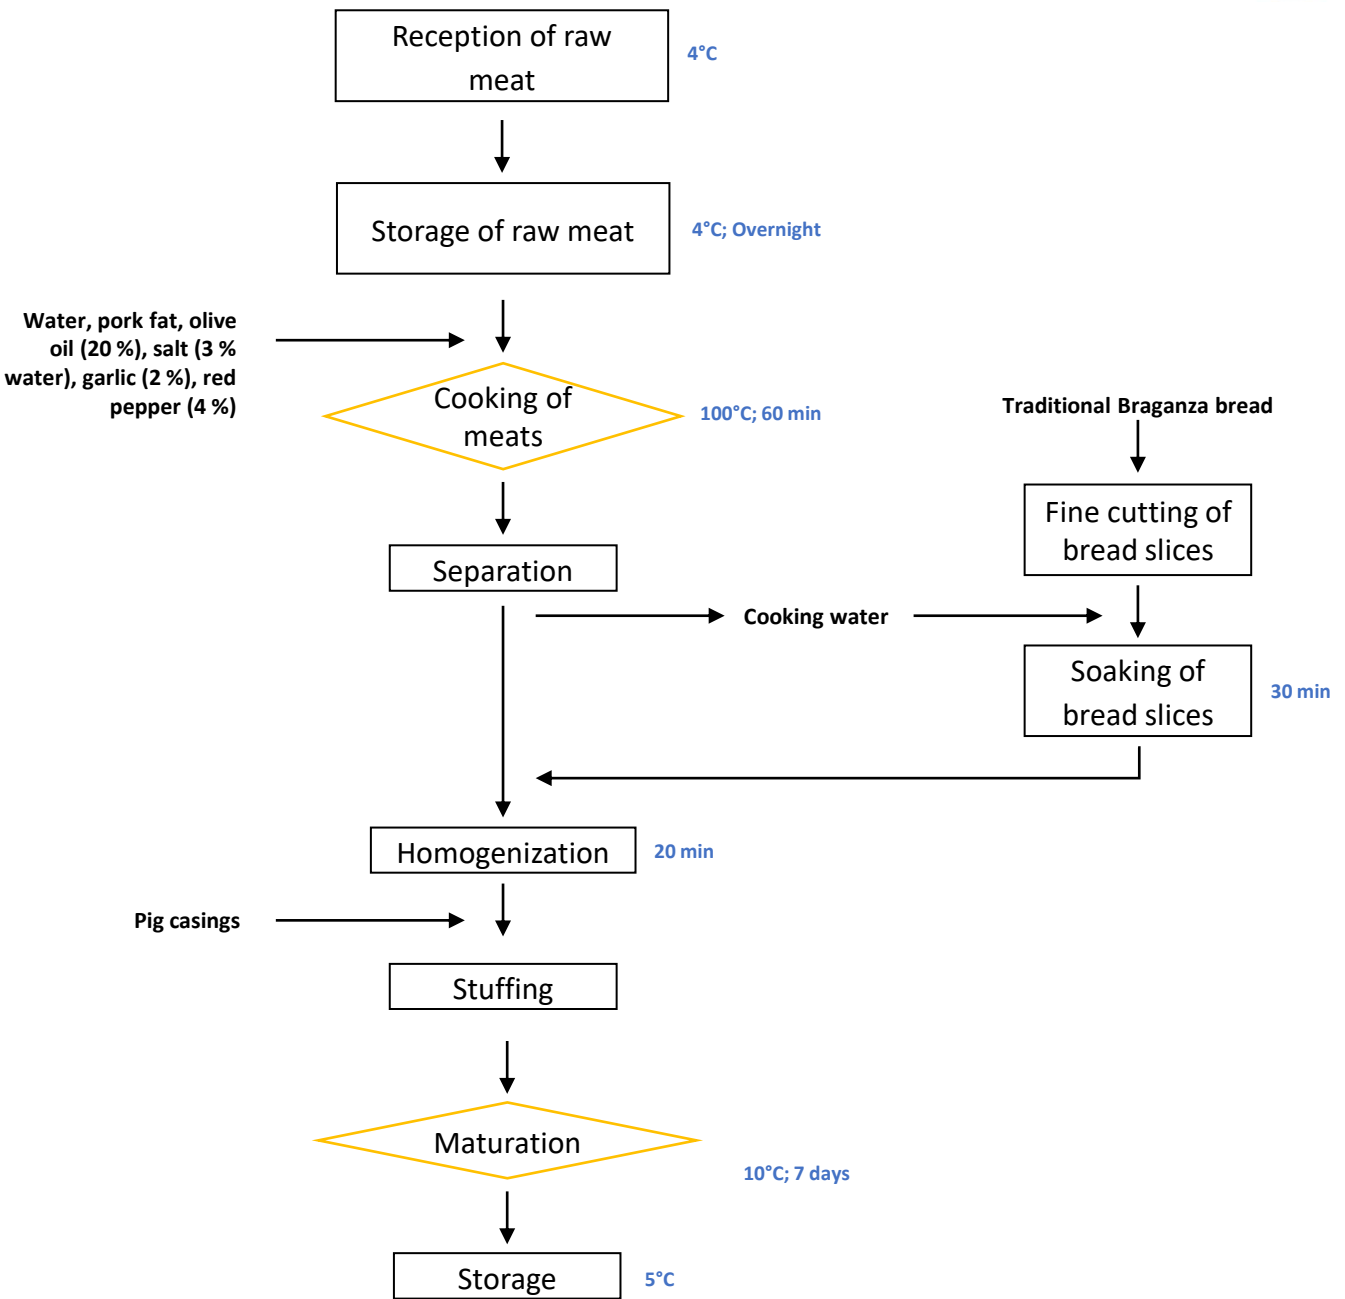 Reception of raw
meat
4°C
Storage of raw meat
4°C; Overnight
Water, pork fat, olive
oil (20 %), salt (3 %
water), garlic (2 %), red
pepper (4 %)
Cooking of
meats
100°C; 60 min
Traditional Braganza bread
Fine cutting of
bread slices
Separation
Cooking water
Soaking of
bread slices
30 min
Homogenization
20 min
Pig casings
Stuffing
Maturation
10°C; 7 days
Storage
5°C